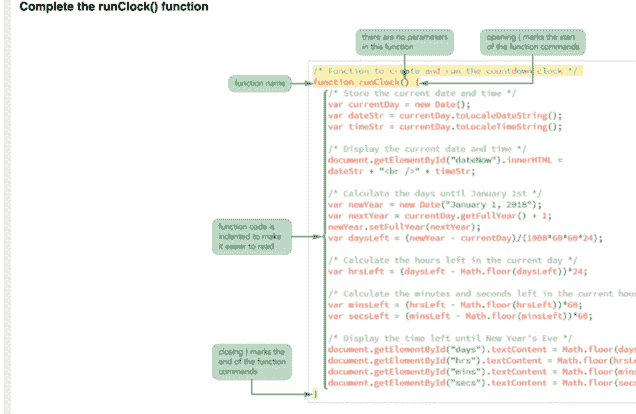 Complete the runClock() function
there are no parameters
in this function
opening { marks the start
of the function commands
function name
/* Function to create and run the countdown clock */
function runClock() {
/* Store the current date and time */
var currentDay = new Date();
var dateStr = currentDay.toLocaleDateString();
var timeStr = currentDay.toLocaleTimeString();
/* Display the current date and time */
document.getElementById("dateNow").innerHTML =
dateStr + "<br />" + timeStr;
/* Calculate the days until January 1st */
var newYear = new Date("January 1, 2018");
var nextYear = currentDay.getFullYear() + 1;
newYear.setFullYear(nextYear);
var daysLeft = (newYear - currentDay)/(1000*60*60*24);
function code is
indented to make
it easier to read
/* Calculate the hours left in the current day */
var hrsLeft = (daysLeft - Math.floor(daysLeft))*24;
/* Calculate the minutes and seconds left in the current hour
var minsLeft = (hrsLeft - Math.floor(hrsLeft))*60;
var secsLeft = (minsLeft - Math.floor(minsLeft))*60;
/* Display the time left until New Year's Eve */
document.getElementById("days").textContent = Math.floor(days
document.getElementById("hrs").textContent = Math.floor(hrsLe
document.getElementById("mins").textContent = Math.floor(mins
document.getElementById("secs").textContent = Math.floor(secs
closing } marks the
end of the function
commands
}